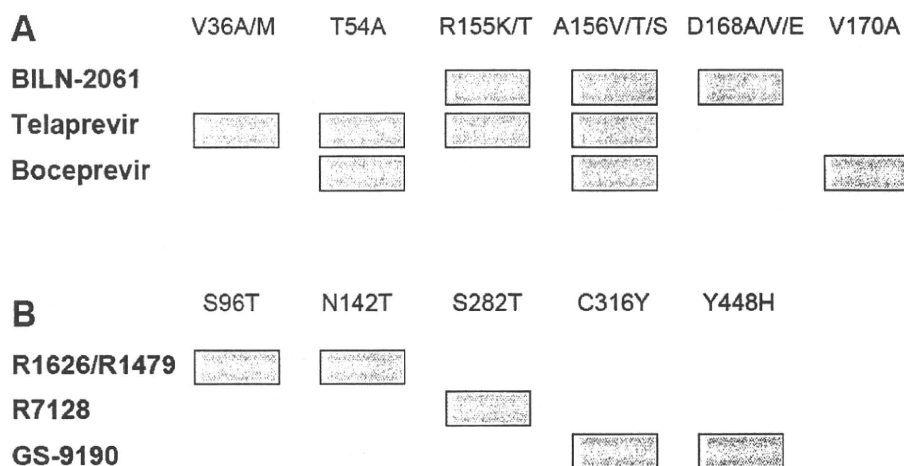 A V36A/M T54A R155K/T A156V/T/S D168A/V/E V170A
BILN-2061
Telaprevir
Boceprevir
B S96T N142T S282T C316Y Y448H
R1626/R1479
R7128
GS-9190